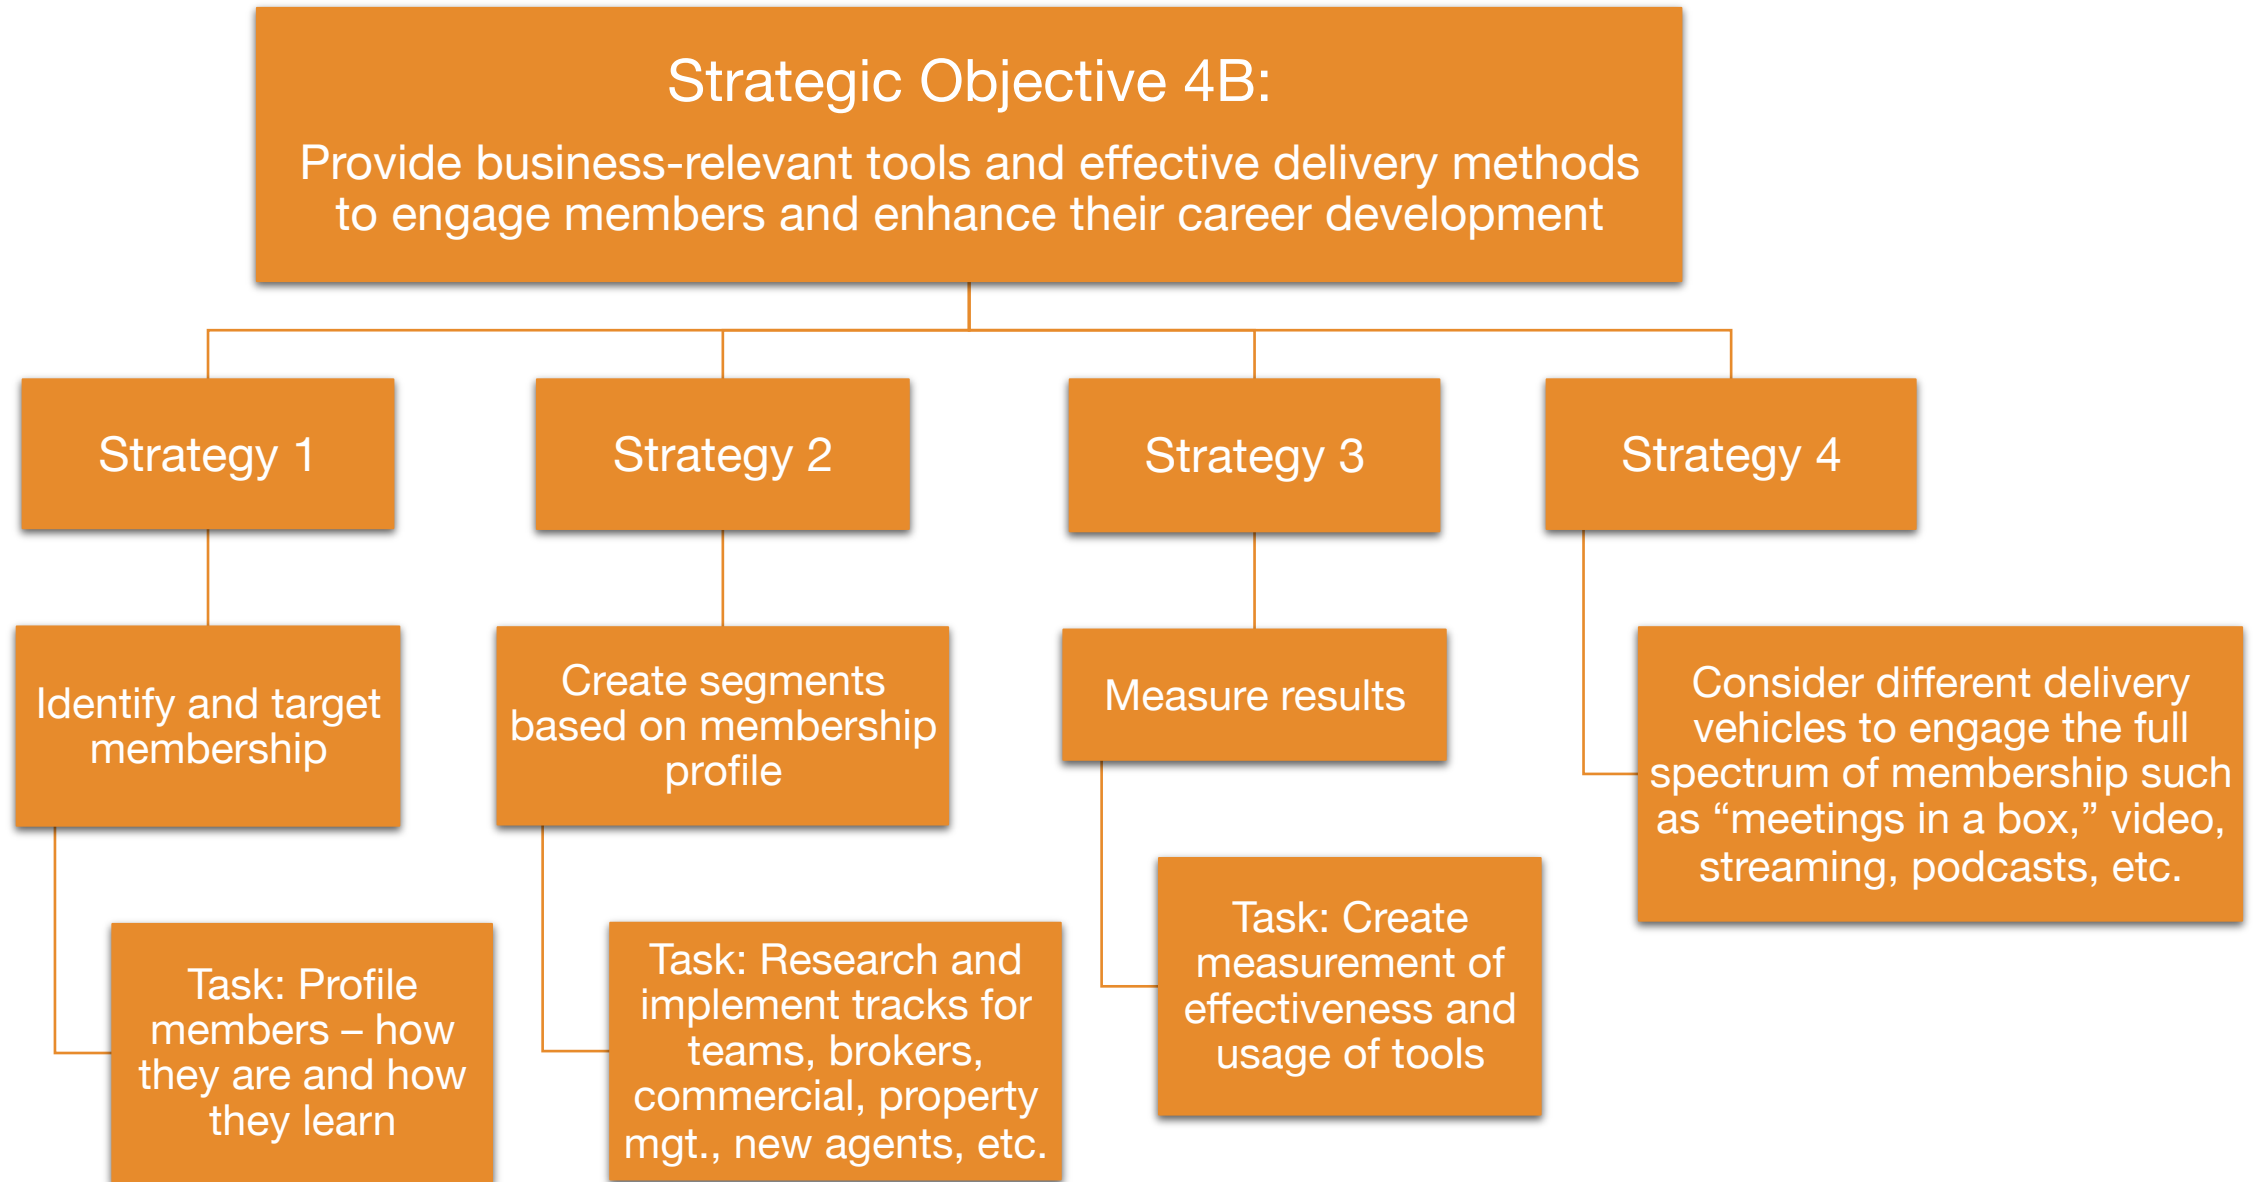 Strategic Objective 4B:
Provide business-relevant tools and effective delivery methods
to engage members and enhance their career development
Strategy 1
Strategy 2
Strategy 3
Strategy 4
Identify and target
membership
Create segments
based on membership
profile
Measure results
Consider different delivery
vehicles to engage the full
spectrum of membership such
as “meetings in a box,” video,
streaming, podcasts, etc.
Task: Profile
members – how
they are and how
they learn
Task: Research and
implement tracks for
teams, brokers,
commercial, property
mgt., new agents, etc.
Task: Create
measurement of
effectiveness and
usage of tools